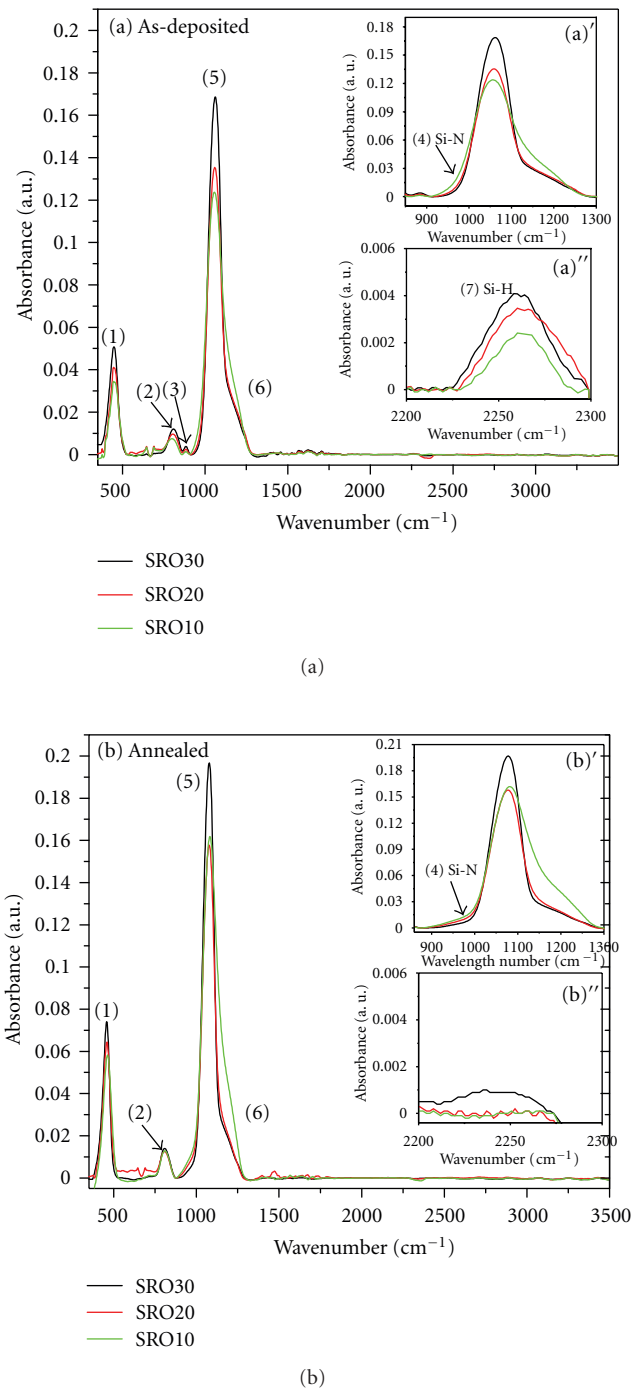 (a) As-deposited
(5)
(1)
(2) (3)
(6)
0.2
0.18
0.16
0.14
0.12
0.1
0.08
0.06
0.04
0.02
0
Absorbance (a.u.)
500 1000 1500 2000 2500 3000
Wavenumber (cm−1)
(a)′
(4) Si-N
0.18
0.15
0.12
0.09
0.06
0.03
0
Absorbance (a. u.)
900 1000 1100 1200 1300
Wavenumber (cm−1)
(a)′′
(7) Si-H
0.006
0.004
0.002
0
Absorbance (a. u.)
2200 2250 2300
Wavenumber (cm−1)
SRO30
SRO20
SRO10
(a)
(b) Annealed
(5)
(1)
(2)
(6)
0.2
0.18
0.16
0.14
0.12
0.1
0.08
0.06
0.04
0.02
0
Absorbance (a.u.)
500 1000 1500 2000 2500 3000 3500
Wavenumber (cm−1)
(b)′
(4) Si-N
0.21
0.18
0.15
0.12
0.09
0.06
0.03
0
Absorbance (a. u.)
900 1000 1100 1200 1300
Wavelength number (cm−1)
(b)′′
0.006
0.004
0.002
0
Absorbance (a. u.)
2200 2250 2300
Wavenumber (cm−1)
SRO30
SRO20
SRO10
(b)